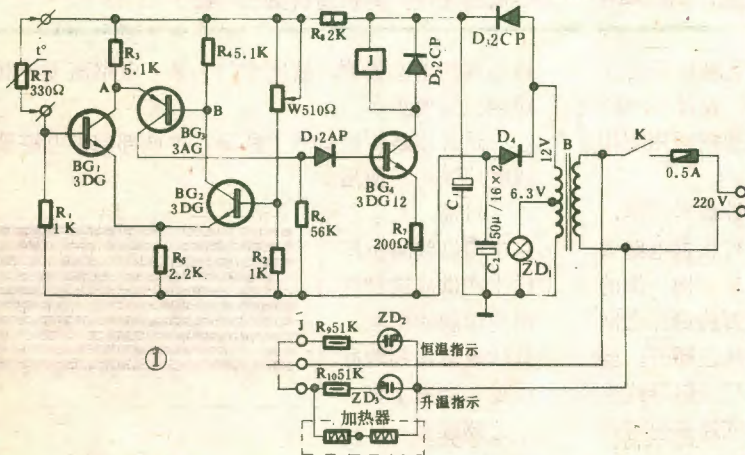 t°
RT
330Ω
R₁
1K
R₃
5.1K
A
BG₁
3DG
R₄5.1K
BG₃
3AG
B
BG₂
3DG
R₅
2.2K
R₂
1K
W510Ω
R₆
56K
R₈2K
D₁2AP
J
D₂2CP
BG₄
3DG12
R₇
200Ω
D₃2CP
C₁
C₂
50μ/16×2
D₄
12V
6.3V
ZD₁
B
K
0.5A
220V
①
J
R₉51K
ZD₂
恒温指示
R₁₀51K
ZD₃
升温指示
加热器